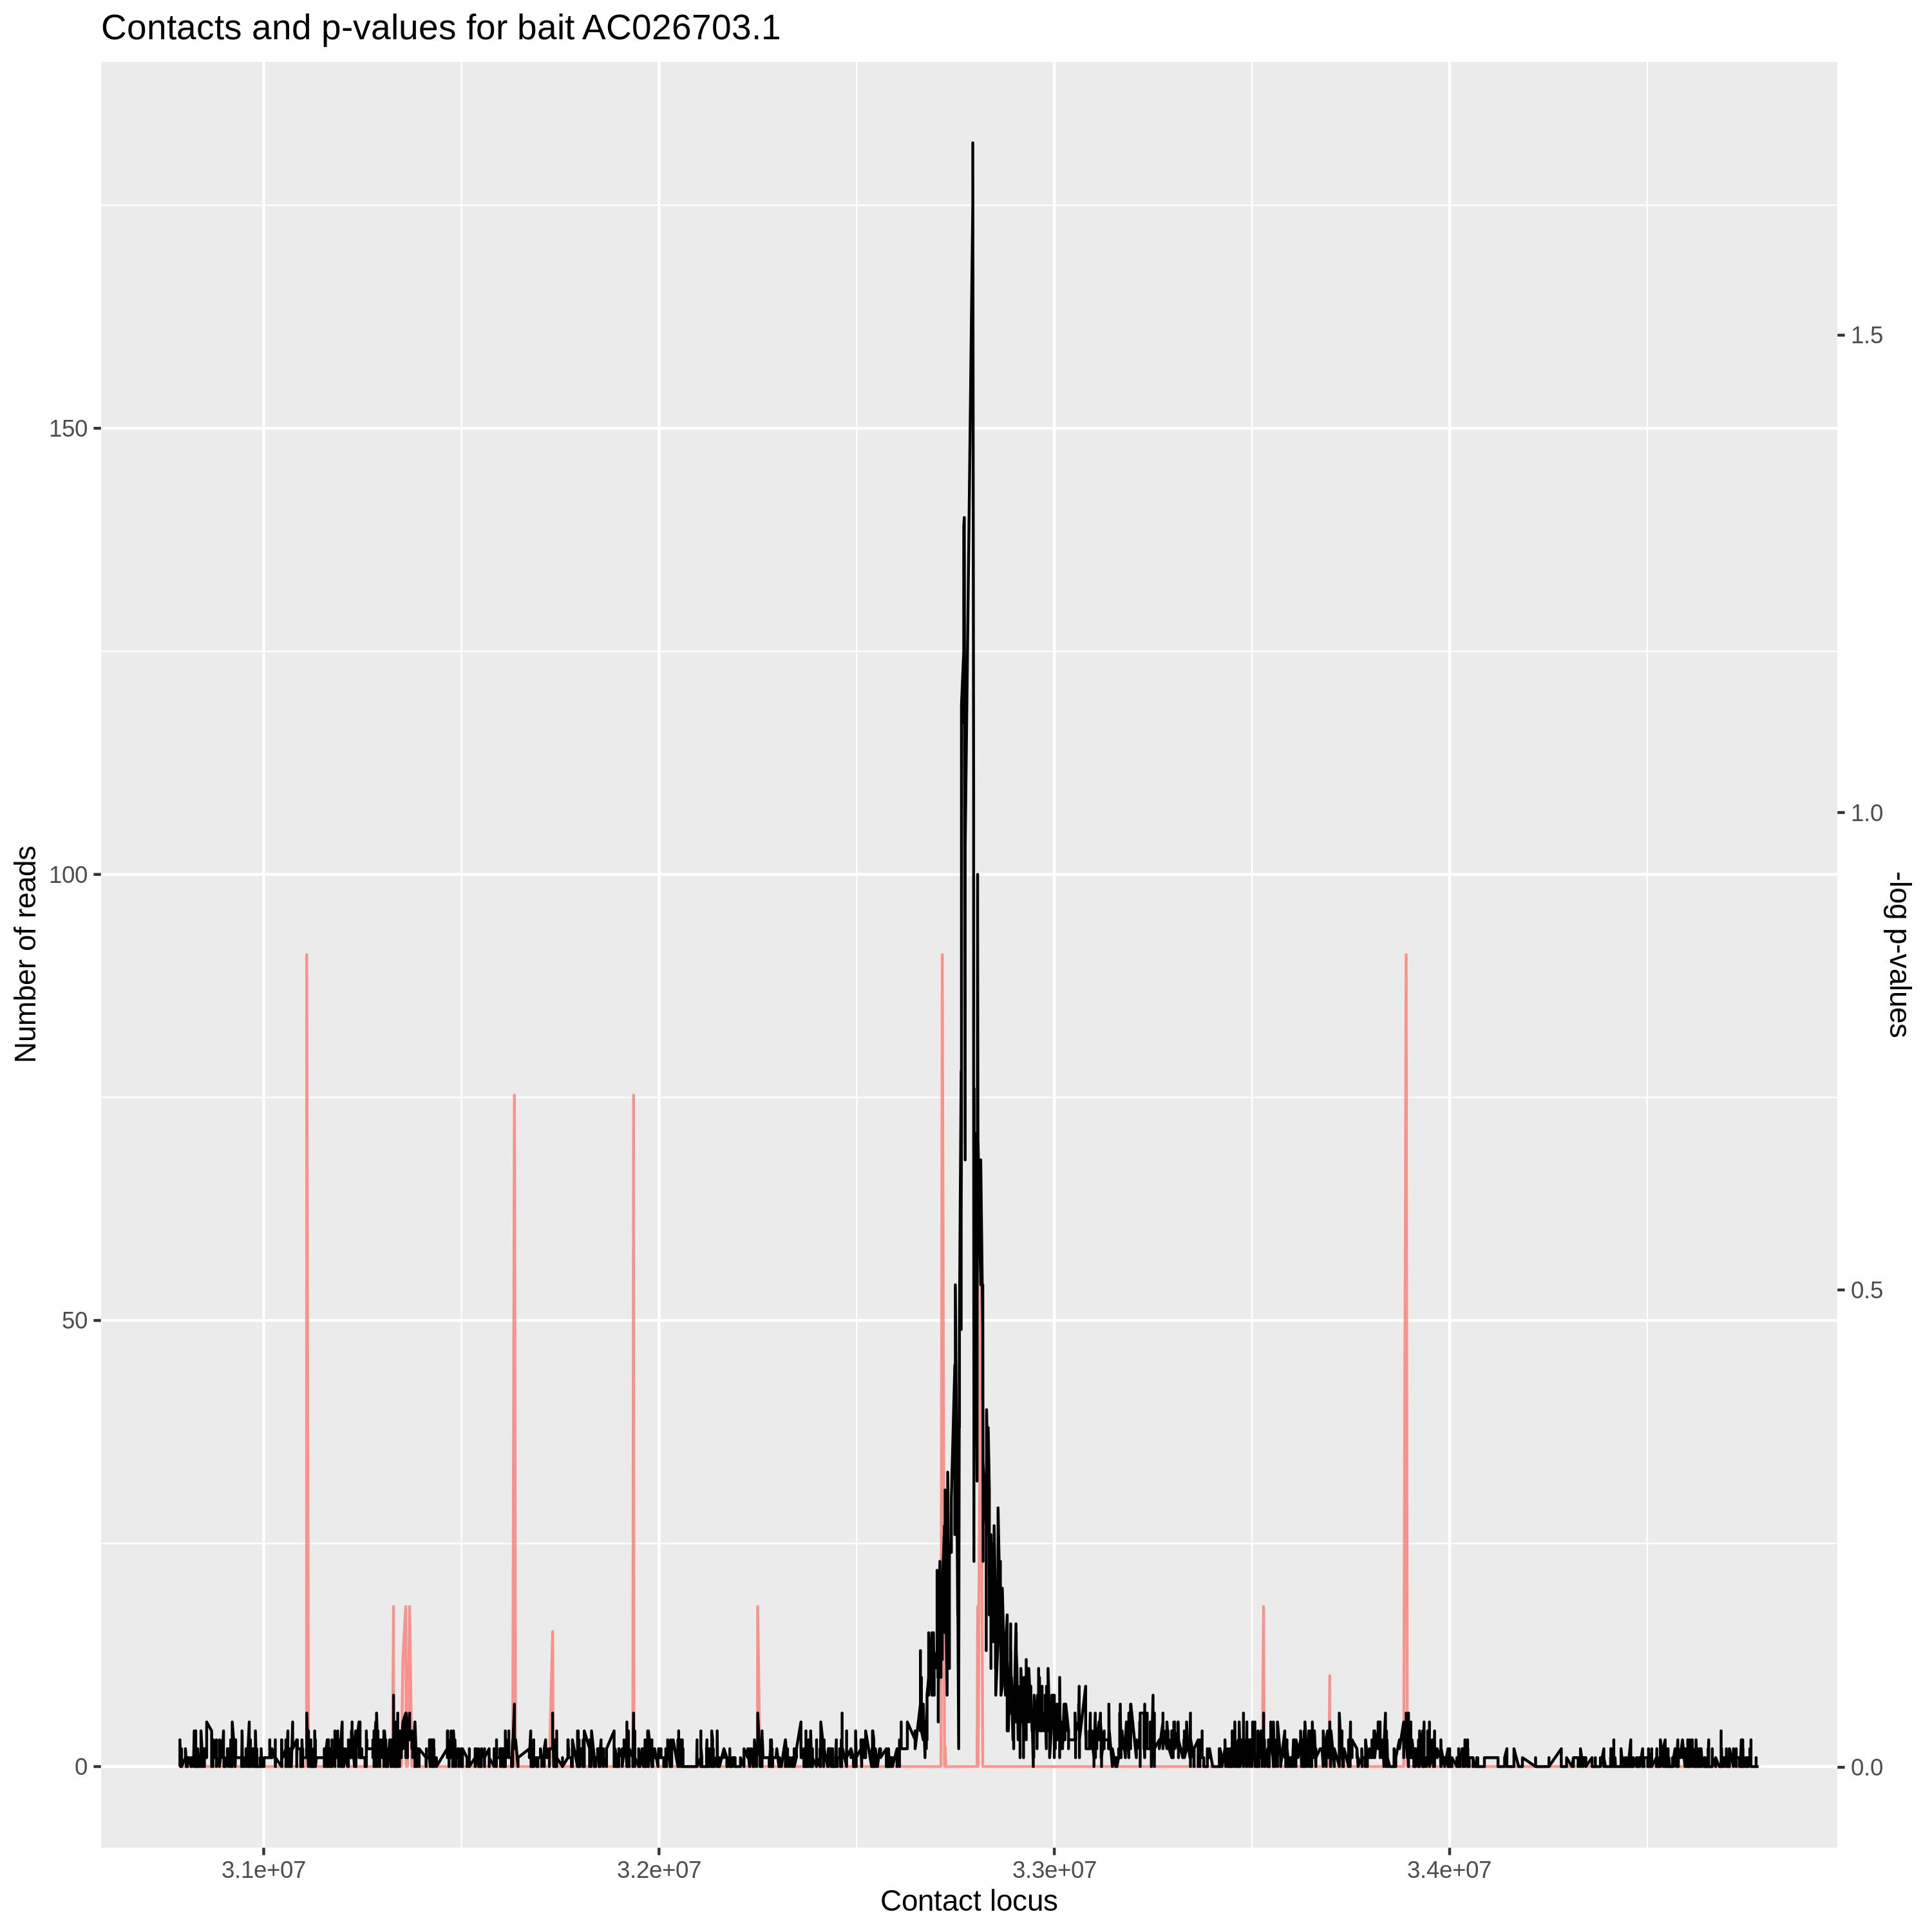 Contacts and p-values for bait AC026703.1
Number of reads
150
100
50
0
1.5
1.0
0.5
0.0
-log p-values
3.1e+07 3.2e+07 3.3e+07 3.4e+07
Contact locus